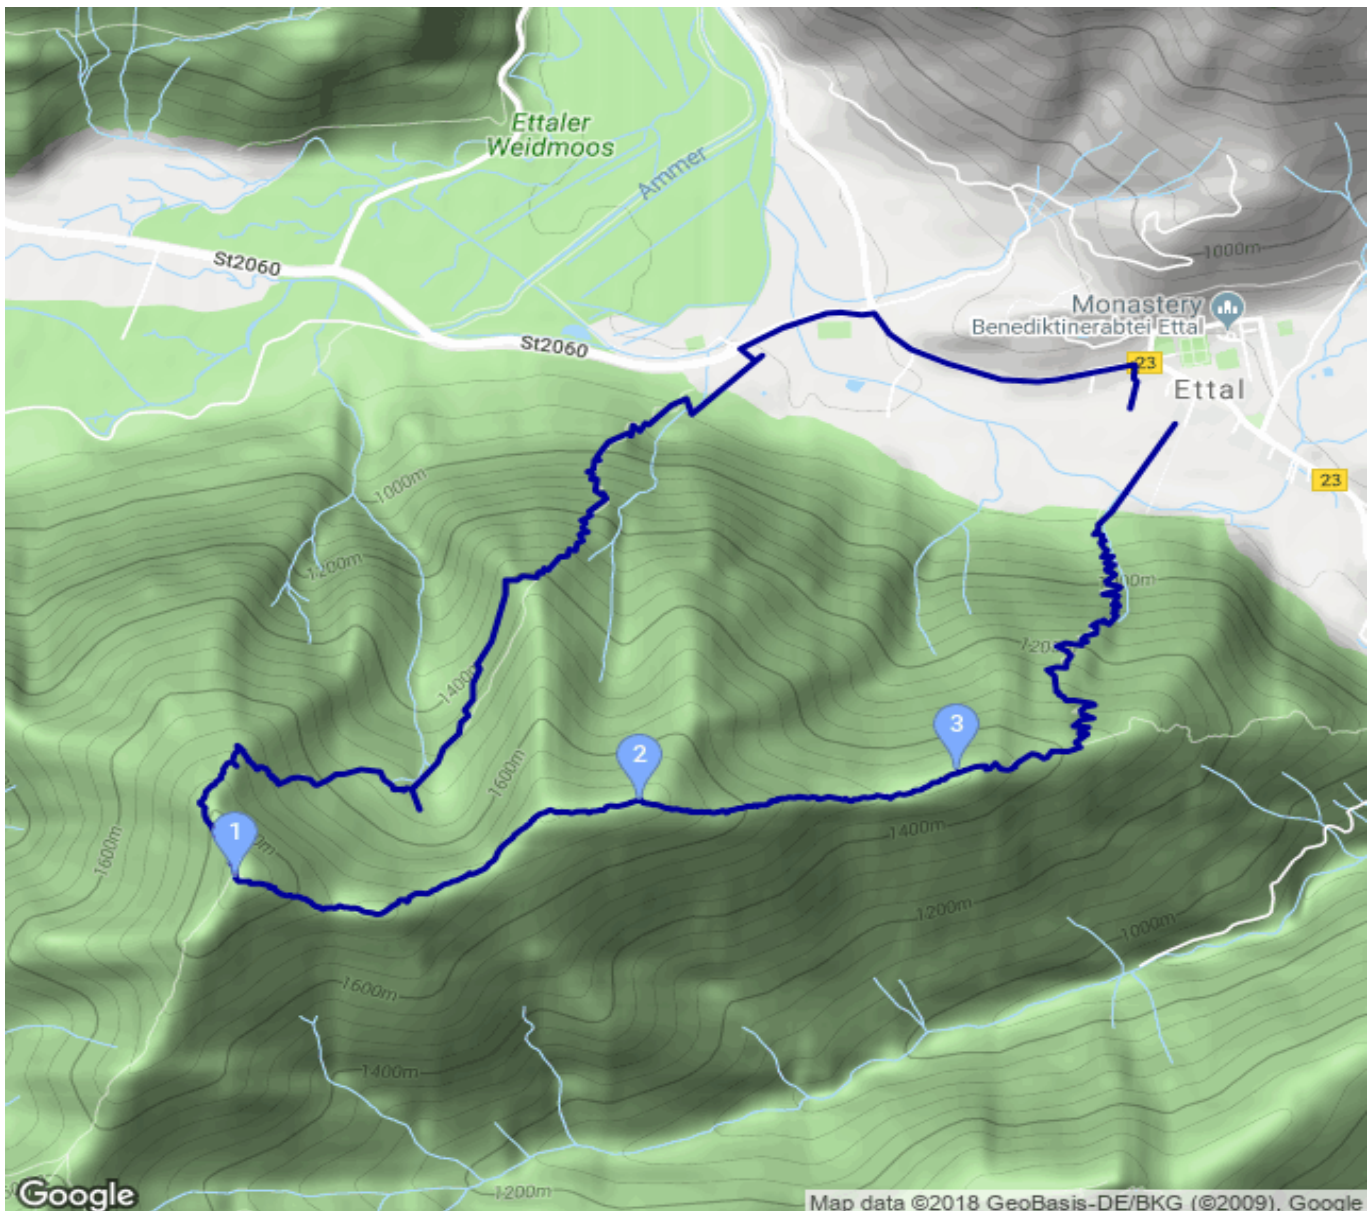 Ettaler
Weidmoos
Ammer
St2060
1000m
Monastery
Benediktinerabtei Ettal
St2060
23
Ettal
23
1000m
1200m
1400m
3
2
1600m
1
1400m
1600m
1200m
1000m
1600m
1400m
1200m
Google
Map data ©2018 GeoBasis-DE/BKG (©2009), Google